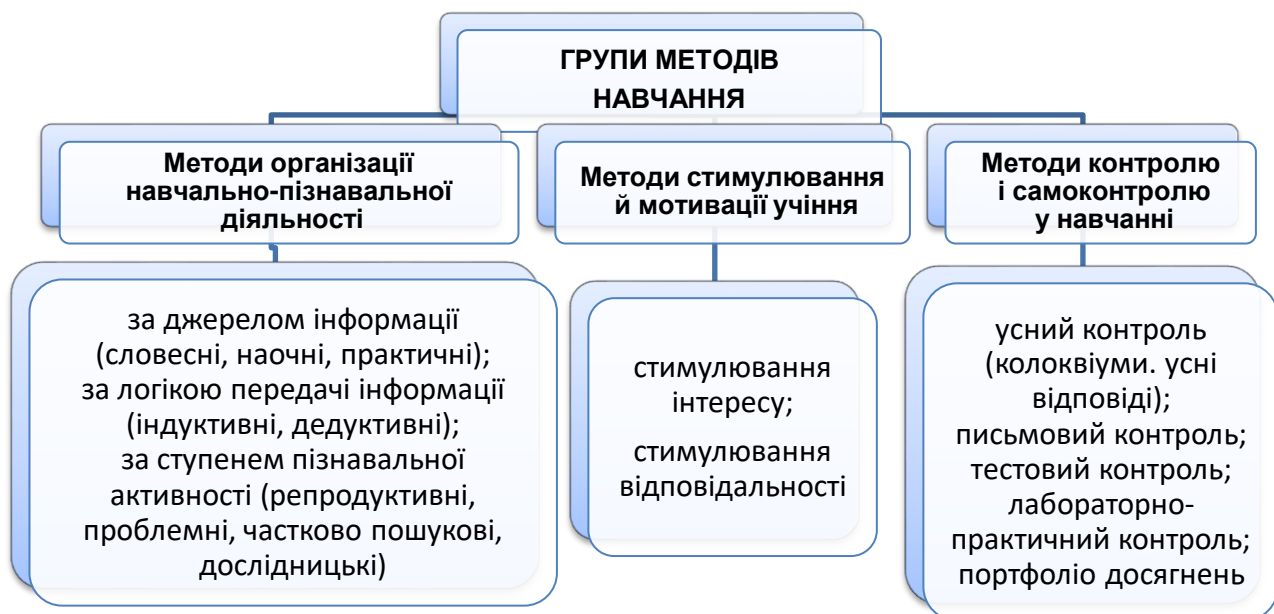 ГРУПИ МЕТОДІВ
НАВЧАННЯ
Методи організації
навчально-пізнавальної
діяльності
Методи стимулювання
й мотивації учіння
Методи контролю
і самоконтролю
у навчанні
за джерелом інформації
(словесні, наочні, практичні);
за логікою передачі інформації
(індуктивні, дедуктивні);
за ступенем пізнавальної
активності (репродуктивні,
проблемні, частково пошукові,
дослідницькі)
стимулювання
інтересу;
стимулювання
відповідальності
усний контроль
(колоквіуми. усні
відповіді);
письмовий контроль;
тестовий контроль;
лабораторно-
практичний контроль;
портфоліо досягнень